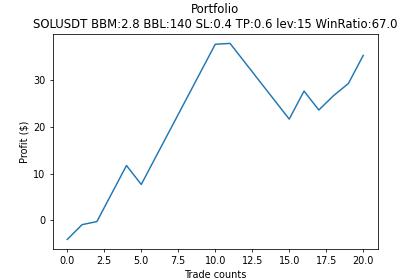 Portfolio
SOLUSDT BBM:2.8 BBL:140 SL:0.4 TP:0.6 lev:15 WinRatio:67.0
Profit ($)
30
20
10
0
0.0 2.5 5.0 7.5 10.0 12.5 15.0 17.5 20.0
Trade counts